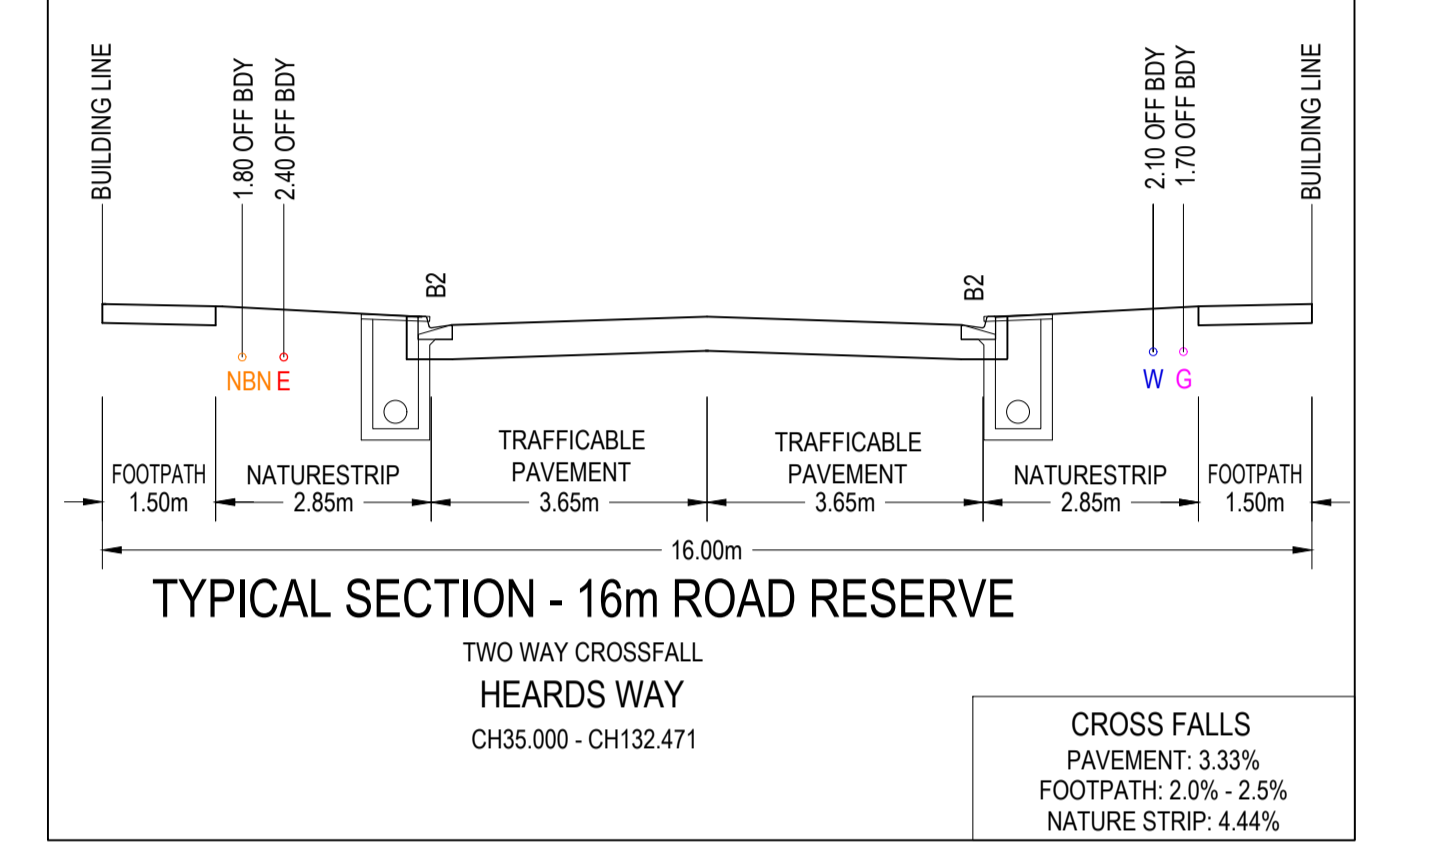 BUILDING LINE
1.80 OFF BDY
2.40 OFF BDY
2.10 OFF BDY
1.70 OFF BDY
BUILDING LINE
B2
B2
NBN E
W G
FOOTPATH
1.50m
NATURESTRIP
2.85m
TRAFFICABLE
PAVEMENT
3.65m
TRAFFICABLE
PAVEMENT
3.65m
NATURESTRIP
2.85m
FOOTPATH
1.50m
16.00m
TYPICAL SECTION - 16m ROAD RESERVE
TWO WAY CROSSFALL
HEARDS WAY
CH35.000 - CH132.471
CROSS FALLS
PAVEMENT: 3.33%
FOOTPATH: 2.0% - 2.5%
NATURE STRIP: 4.44%